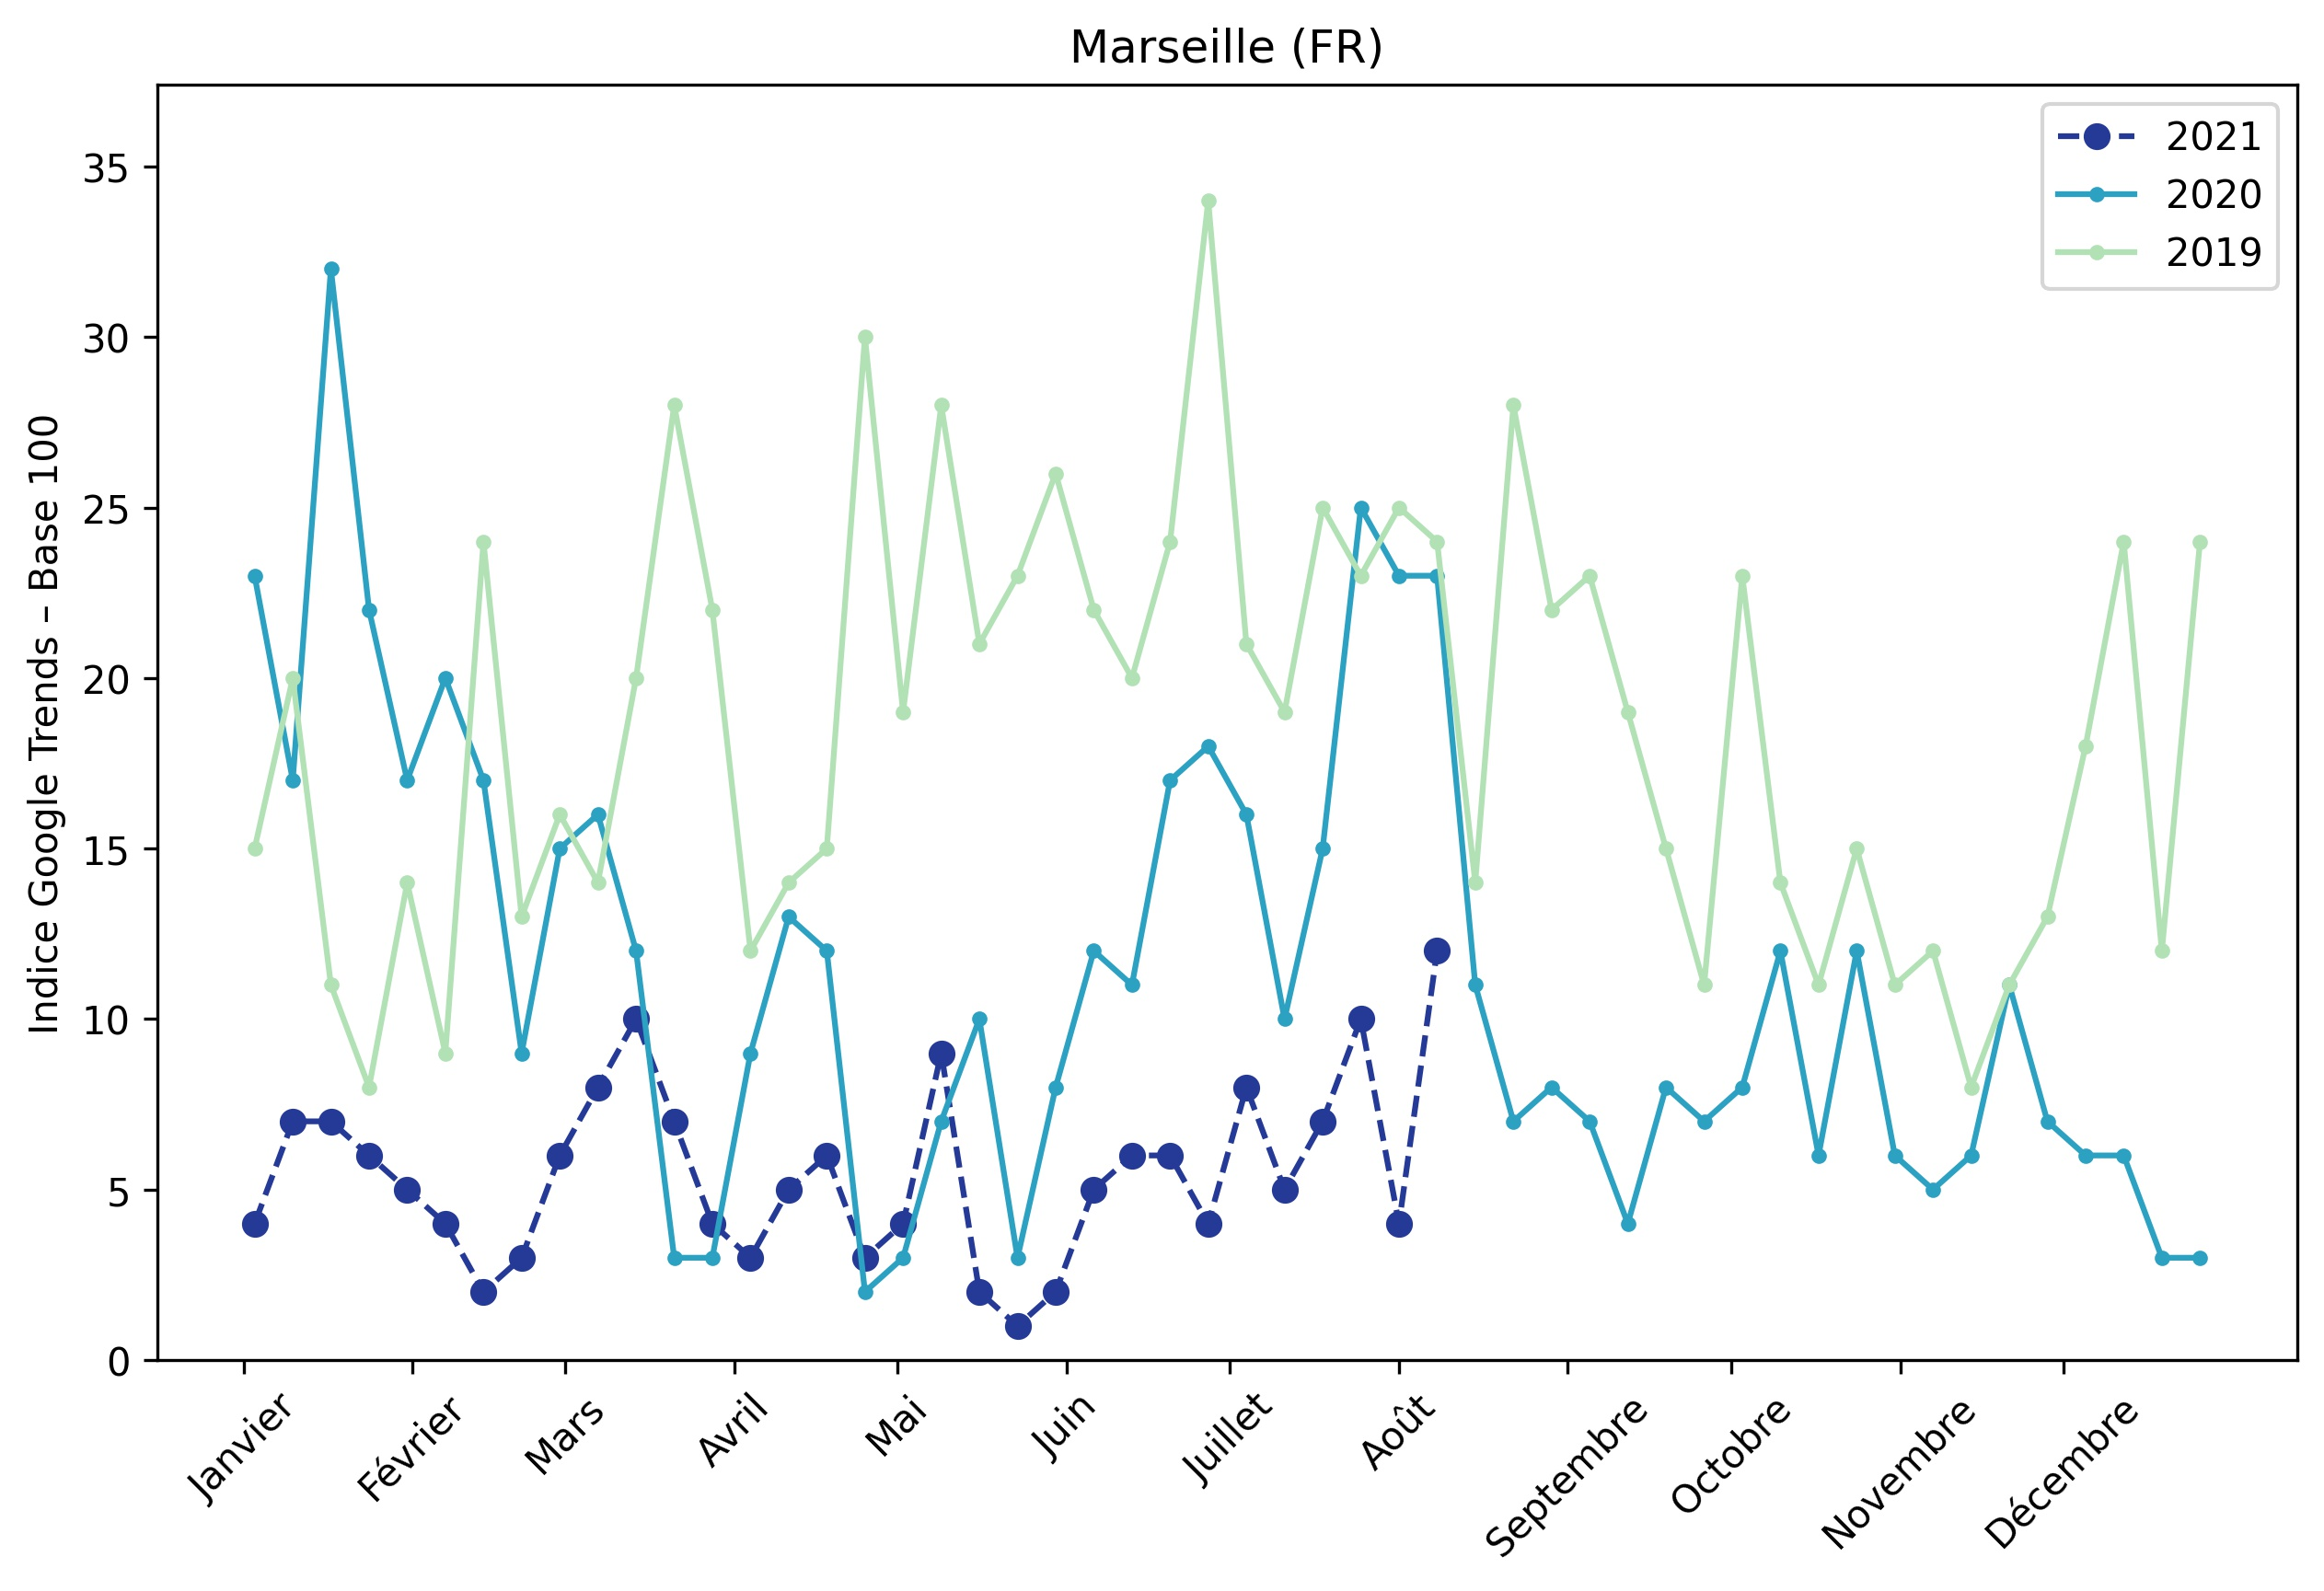 Marseille (FR)
Indice Google Trends – Base 100
35
30
25
20
15
10
5
0
2021
2020
2019
Janvier
Février
Mars
Avril
Mai
Juin
Juillet
Août
Septembre
Octobre
Novembre
Décembre